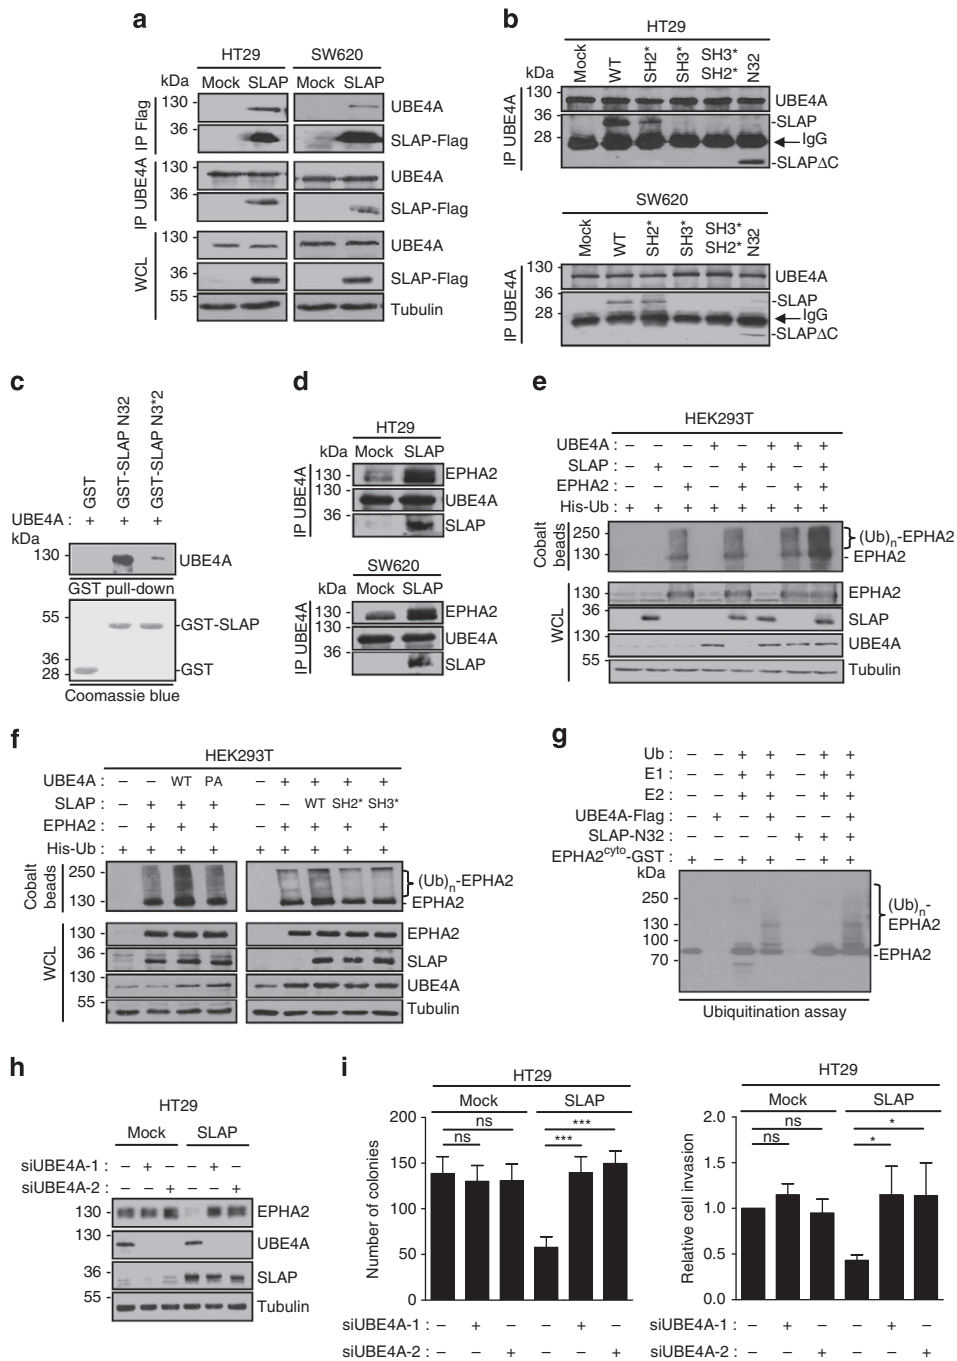 a
HT29 SW620
kDa Mock SLAP Mock SLAP
IP Flag
130 UBE4A
36 SLAP-Flag
IP UBE4A
130 UBE4A
36 SLAP-Flag
WCL
130 UBE4A
36 SLAP-Flag
55 Tubulin
b
HT29
kDa Mock WT SH2* SH3* SH3* SH2* N32
IP UBE4A
130 UBE4A
36 -SLAP
28 IgG
-SLAPΔC
SW620
Mock WT SH2* SH3* SH3* SH2* N32
IP UBE4A
130 UBE4A
36 -SLAP
28 IgG
-SLAPΔC
c
GST GST-SLAP N32 GST-SLAP N3*2
UBE4A : + + +
kDa
130 UBE4A
GST pull-down
55 GST-SLAP
36
28 GST
Coomassie blue
d
HT29
kDa Mock SLAP
IP UBE4A
130 EPHA2
130 UBE4A
36 SLAP
SW620
kDa Mock SLAP
IP UBE4A
130 EPHA2
130 UBE4A
36 SLAP
e
HEK293T
UBE4A : – – – + – + + +
SLAP : – + – – + + – +
EPHA2 : – – + – + – + +
His-Ub : + + + + + + + +
Cobalt beads
250 (Ub)n-EPHA2
130 EPHA2
WCL
130 EPHA2
36 SLAP
130 UBE4A
55 Tubulin
f
HEK293T
UBE4A : – – WT PA – + + + +
SLAP : – + + + – – WT SH2* SH3*
EPHA2 : – + + + – + + + +
His-Ub : + + + + + + + + +
Cobalt beads
250 (Ub)n-EPHA2
130 EPHA2
WCL
130 EPHA2
36 SLAP
130 UBE4A
55 Tubulin
g
Ub : – – + + – + +
E1 : – – + + – + +
E2 : – – + + – + +
UBE4A-Flag : – + – + – – +
SLAP-N32 : – – – – + + +
EPHA2cyto-GST : + – + + – + +
kDa
250 (Ub)n-EPHA2
130
100
70 -EPHA2
Ubiquitination assay
h
HT29
Mock SLAP
siUBE4A-1 : – + – – + –
siUBE4A-2 : – – + – – +
130 EPHA2
130 UBE4A
36 SLAP
55 Tubulin
i
HT29
Mock SLAP
Number of colonies
200
150
100
50
0
ns ns *** ***
siUBE4A-1 : – + – – + –
siUBE4A-2 : – – + – – +
HT29
Mock SLAP
Relative cell invasion
2.0
1.5
1.0
0.5
0.0
ns ns * *
siUBE4A-1 : – + – – + –
siUBE4A-2 : – – + – – +